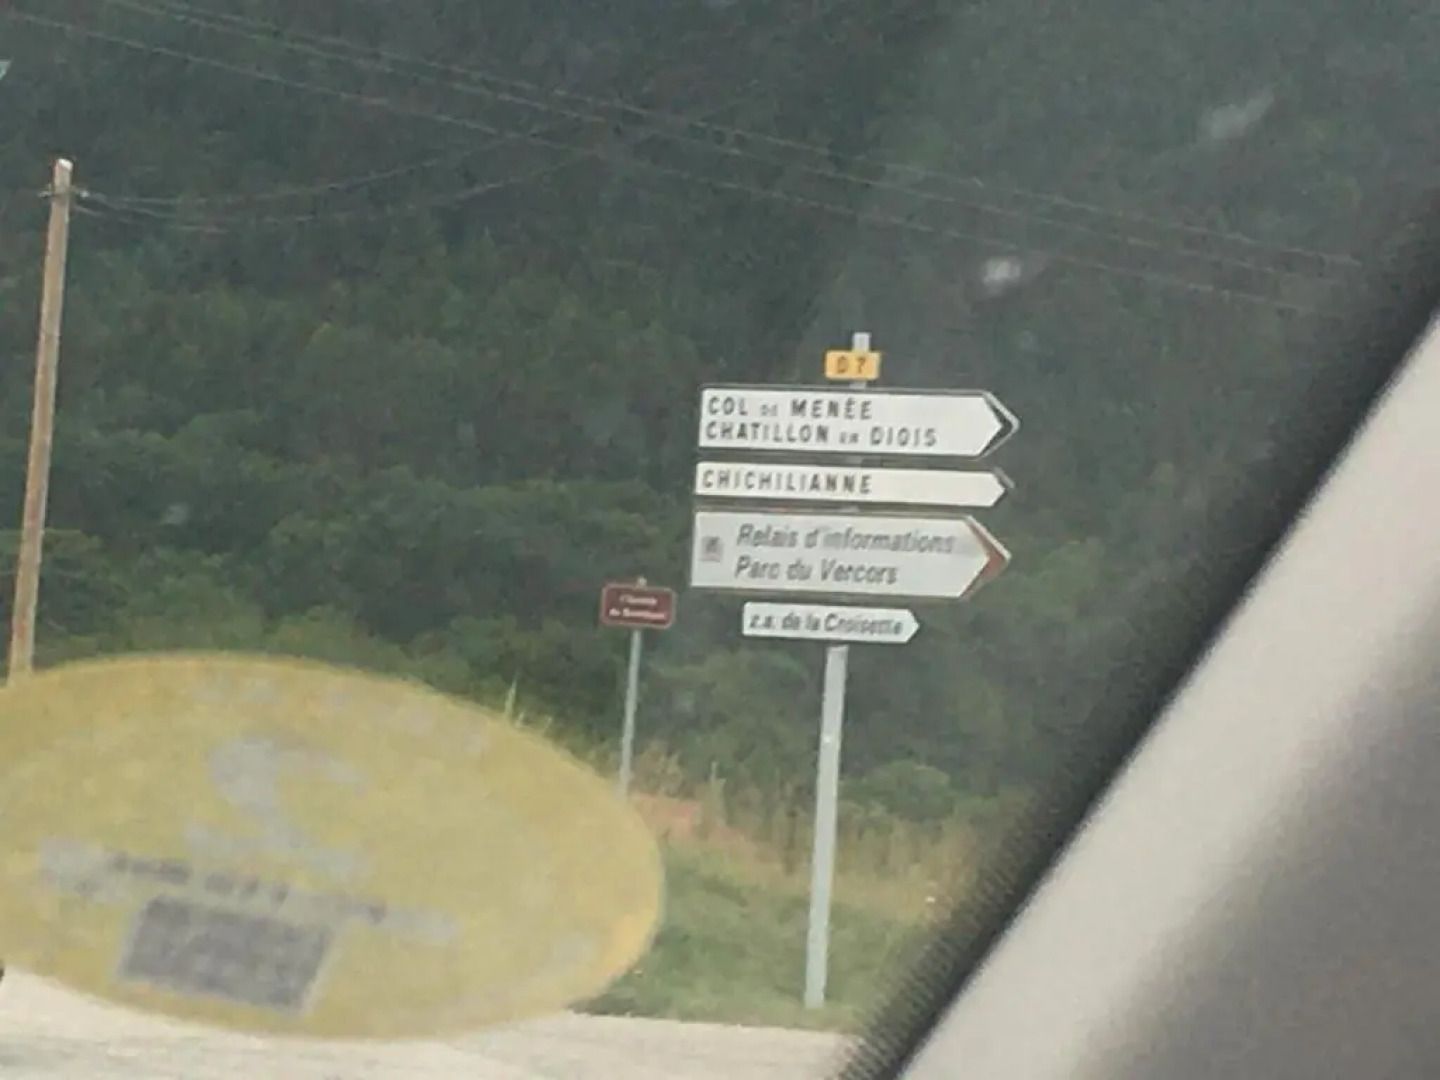 D7
COL DE MENÉE
CHATILLON EN DIOIS
CHICHILIANNE
Relais d'informations
Parc du Vercors
z.a. de la Croisette